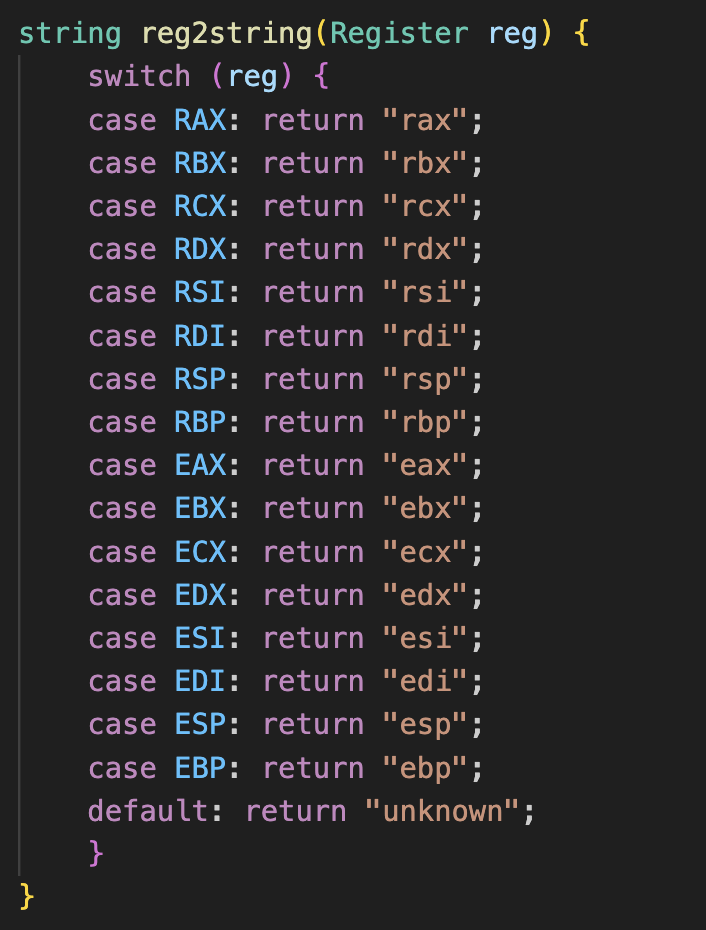 string reg2string(Register reg) {
    switch (reg) {
    case RAX: return "rax";
    case RBX: return "rbx";
    case RCX: return "rcx";
    case RDX: return "rdx";
    case RSI: return "rsi";
    case RDI: return "rdi";
    case RSP: return "rsp";
    case RBP: return "rbp";
    case EAX: return "eax";
    case EBX: return "ebx";
    case ECX: return "ecx";
    case EDX: return "edx";
    case ESI: return "esi";
    case EDI: return "edi";
    case ESP: return "esp";
    case EBP: return "ebp";
    default: return "unknown";
    }
}